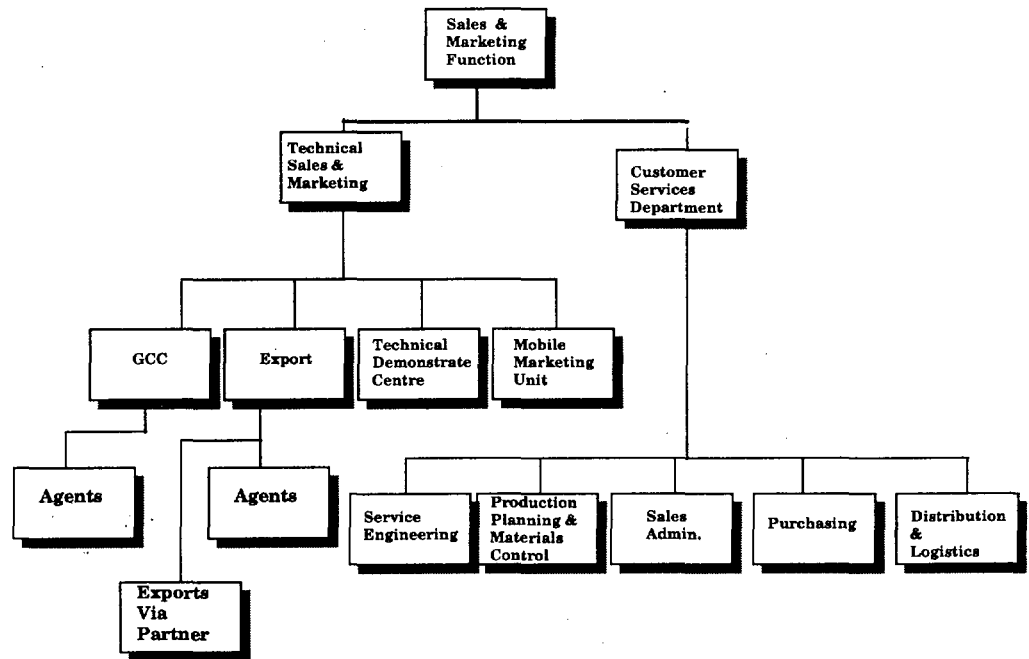 Sales &
Marketing
Function
Technical
Sales &
Marketing
Customer
Services
Department
GCC
Export
Technical
Demonstrate
Centre
Mobile
Marketing
Unit
Agents
Agents
Exports
Via
Partner
Service
Engineering
Production
Planning &
Materials
Control
Sales
Admin.
Purchasing
Distribution
&
Logistics